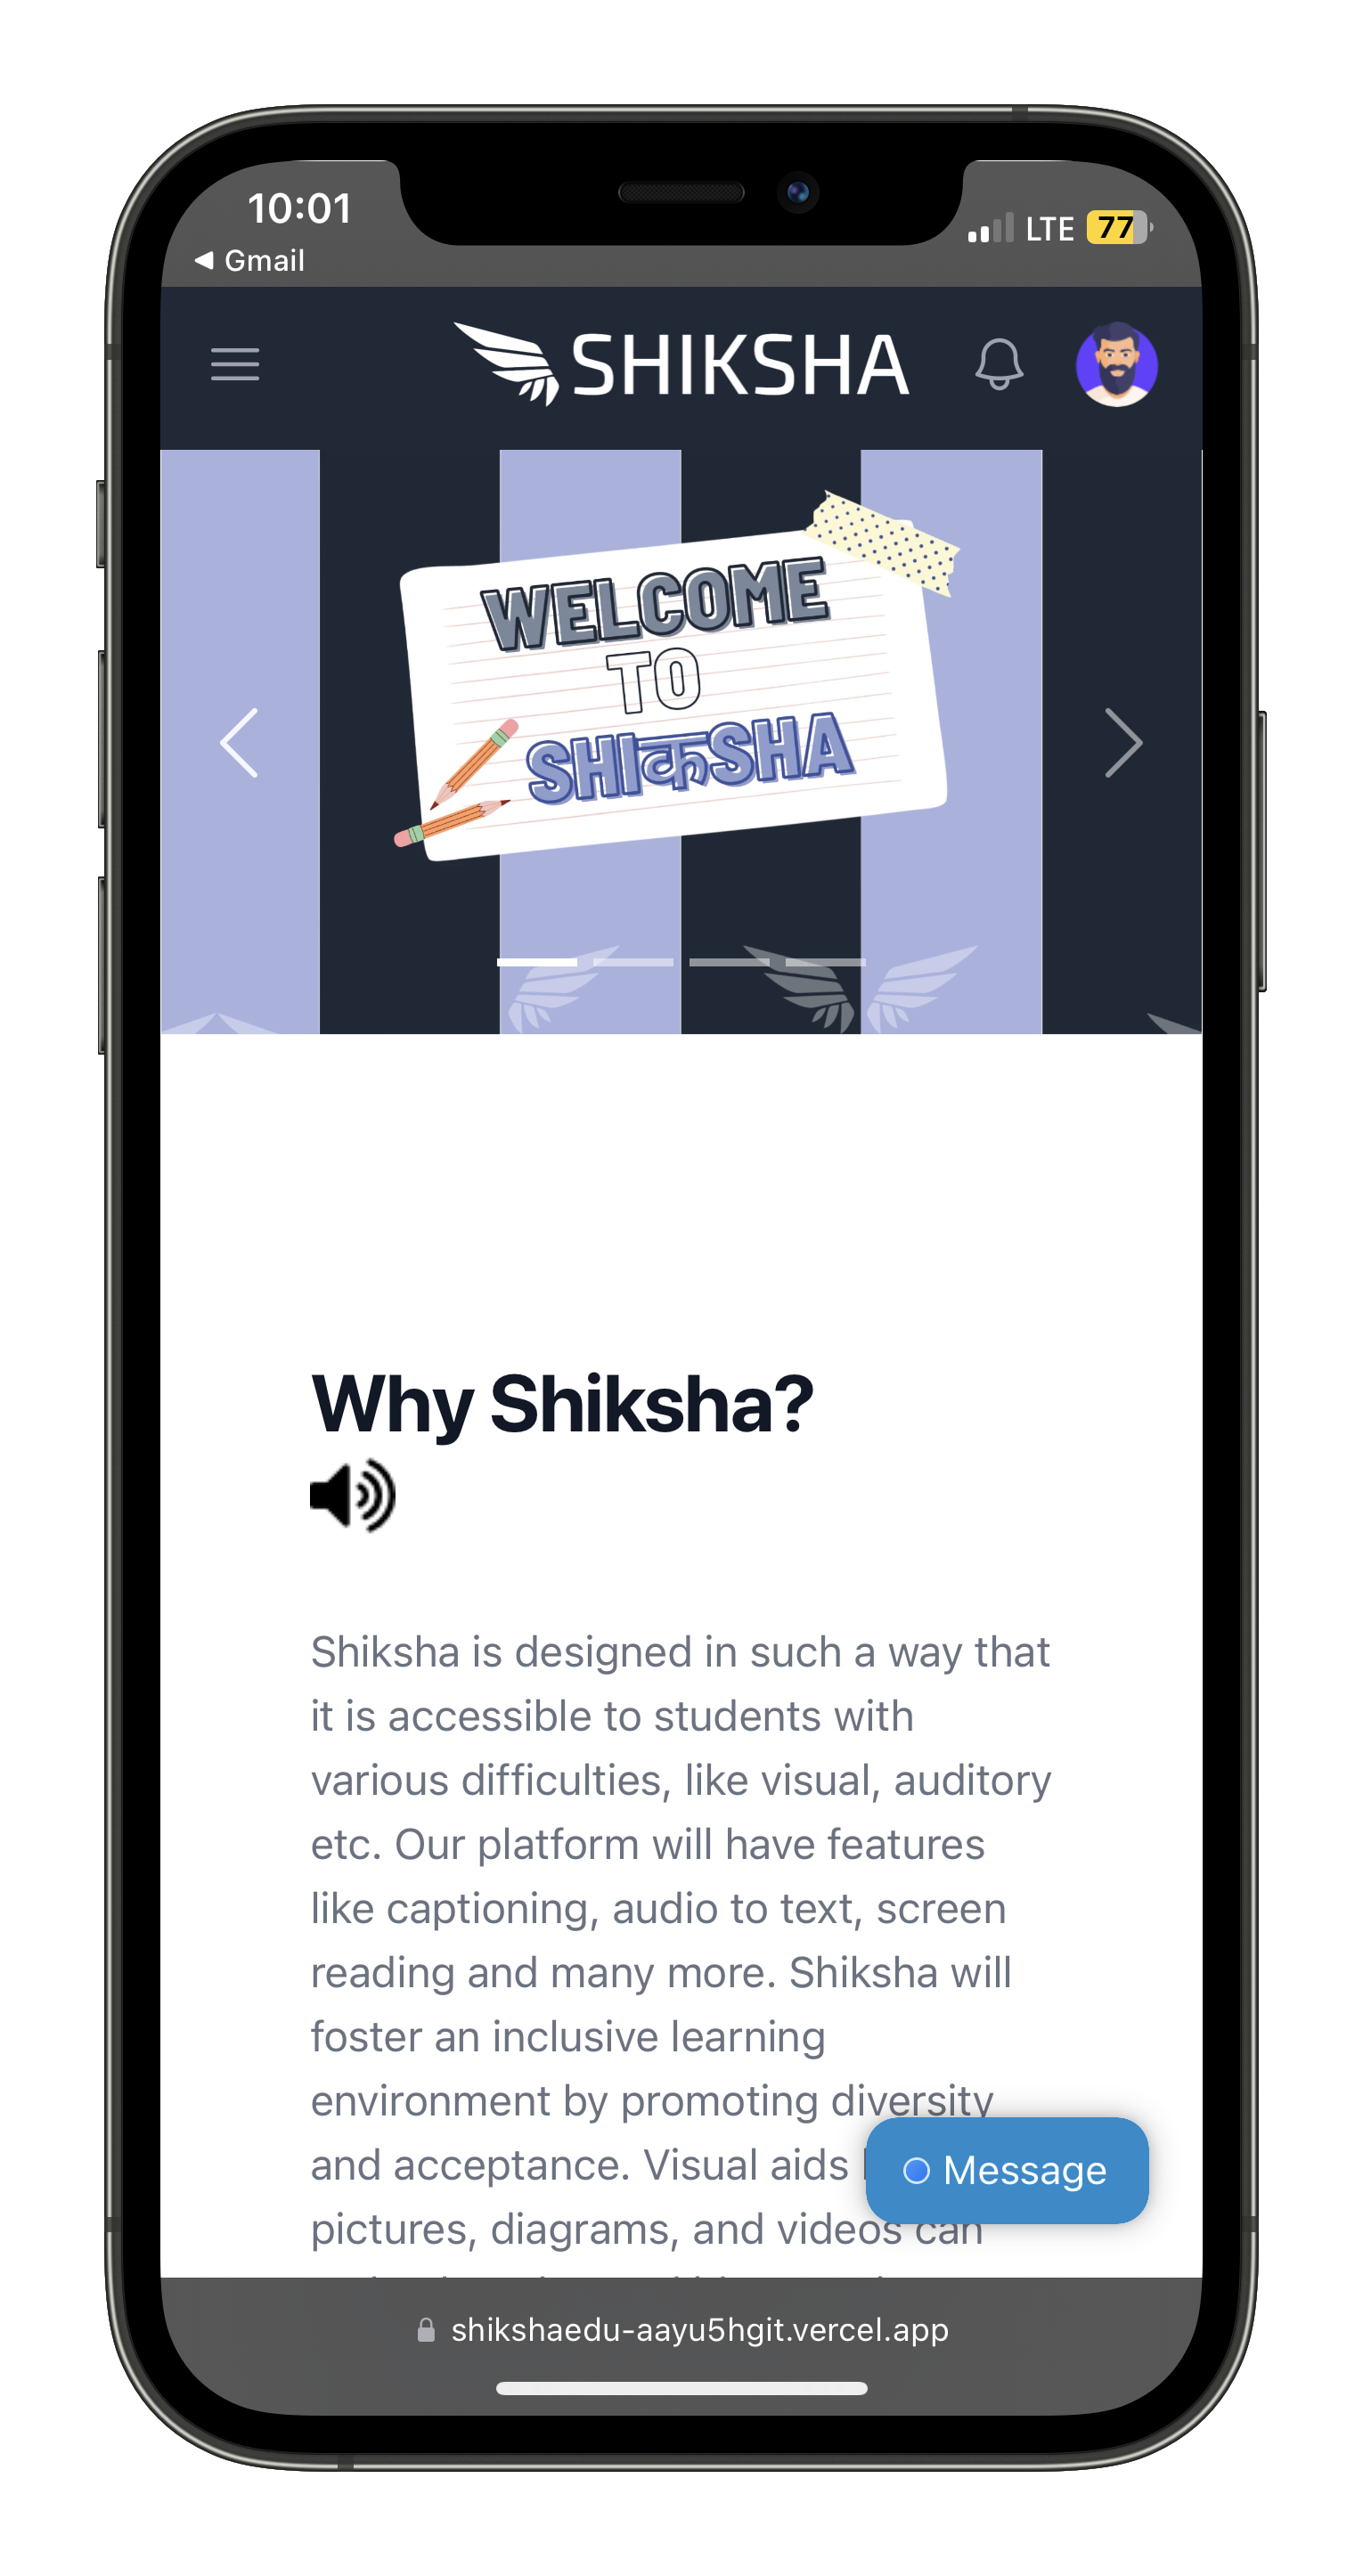 10:01
LTE 77
Gmail
SHIKSHA
WELCOME
TO
SHIकSHA
Why Shiksha?
Shiksha is designed in such a way that
it is accessible to students with
various difficulties, like visual, auditory
etc. Our platform will have features
like captioning, audio to text, screen
reading and many more. Shiksha will
foster an inclusive learning
environment by promoting diversity
and acceptance. Visual aids
pictures, diagrams, and videos can
Message
shikshaedu-aayu5hgit.vercel.app